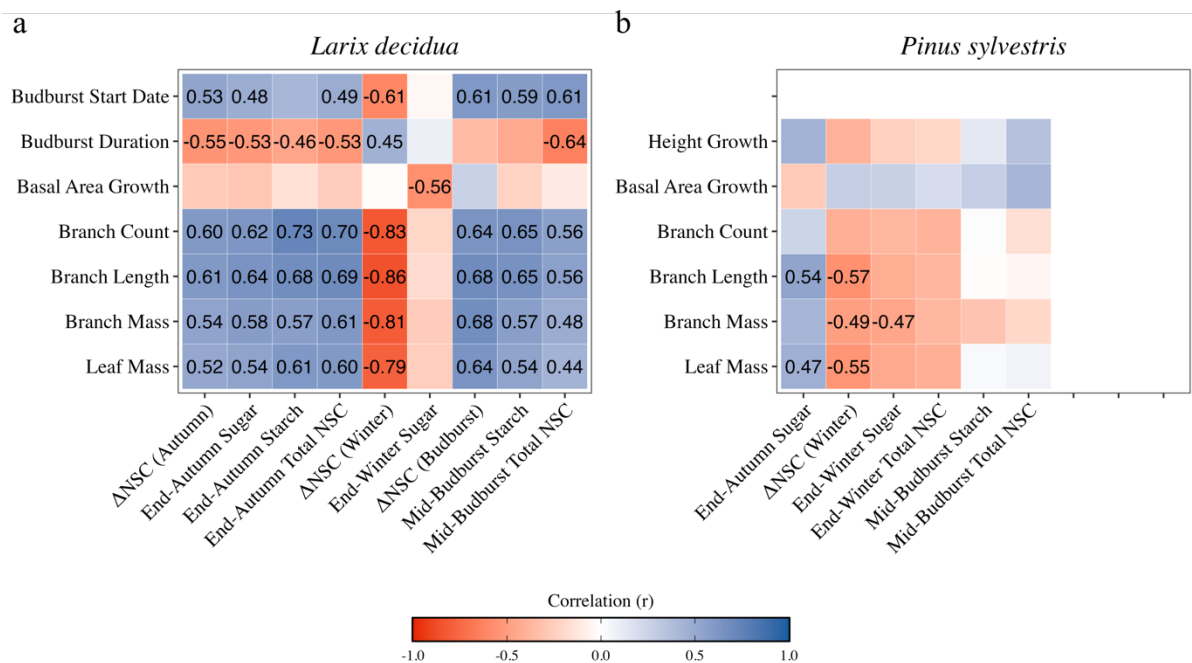 a
Larix decidua
Budburst Start Date
0.53 0.48 0.49 -0.61 0.61 0.59 0.61
Budburst Duration
-0.55 -0.53 -0.46 -0.53 0.45 -0.64
Basal Area Growth
-0.56
Branch Count
0.60 0.62 0.73 0.70 -0.83 0.64 0.65 0.56
Branch Length
0.61 0.64 0.68 0.69 -0.86 0.68 0.65 0.56
Branch Mass
0.54 0.58 0.57 0.61 -0.81 0.68 0.57 0.48
Leaf Mass
0.52 0.54 0.61 0.60 -0.79 0.64 0.54 0.44
ΔNSC (Autumn)
End-Autumn Sugar
End-Autumn Starch
End-Autumn Total NSC
ΔNSC (Winter)
End-Winter Sugar
ΔNSC (Budburst)
Mid-Budburst Starch
Mid-Budburst Total NSC
b
Pinus sylvestris
Height Growth
Basal Area Growth
Branch Count
Branch Length
0.54 -0.57
Branch Mass
-0.49 -0.47
Leaf Mass
0.47 -0.55
End-Autumn Sugar
ΔNSC (Winter)
End-Winter Sugar
End-Winter Total NSC
Mid-Budburst Starch
Mid-Budburst Total NSC
Correlation (r)
-1.0 -0.5 0.0 0.5 1.0